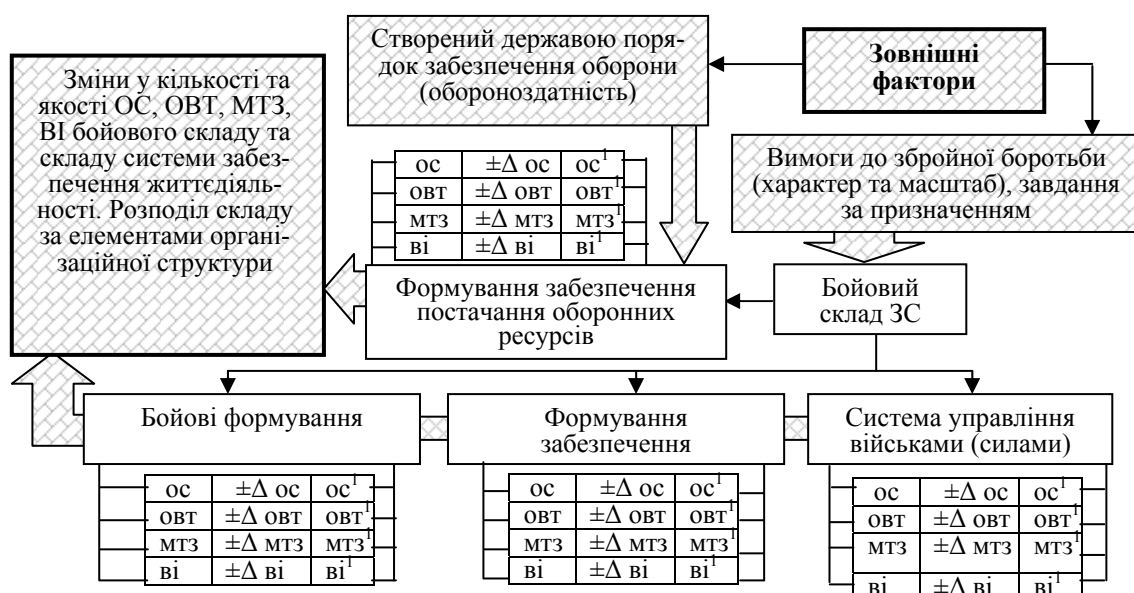 Створений державою поря-
док забезпечення оборони
(обороноздатність)
Зовнішні
фактори
Зміни у кількості та
якості ОС, ОВТ, МТЗ,
ВІ бойового складу та
складу системи забез-
печення життєдіяль-
ності. Розподіл складу
за елементами органі-
заційної структури
Вимоги до збройної боротьби
(характер та масштаб), завдання
за призначенням
ос ±Δ ос ос¹
овт ±Δ овт овт¹
мтз ±Δ мтз мтз¹
ві ±Δ ві ві¹
Формування забезпечення
постачання оборонних
ресурсів
Бойовий
склад ЗС
Бойові формування
Формування
забезпечення
Система управління
військами (силами)
ос ±Δ ос ос¹
овт ±Δ овт овт¹
мтз ±Δ мтз мтз¹
ві ±Δ ві ві¹
ос ±Δ ос ос¹
овт ±Δ овт овт¹
мтз ±Δ мтз мтз¹
ві ±Δ ві ві¹
ос ±Δ ос ос¹
овт ±Δ овт овт¹
мтз ±Δ мтз мтз¹
ві ±Δ ві ві¹